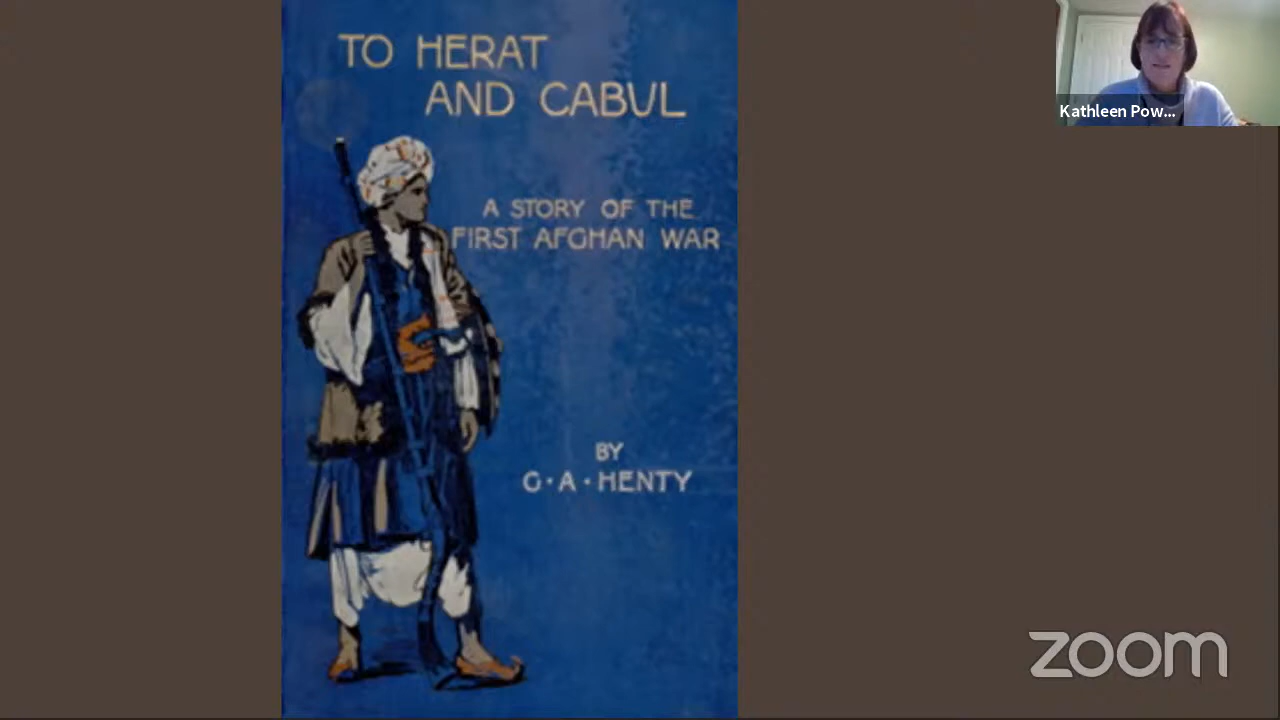 TO HERAT
AND CABUL
A STORY OF THE
FIRST AFGHAN WAR
BY
G·A·HENTY
Kathleen Pow...
zoom